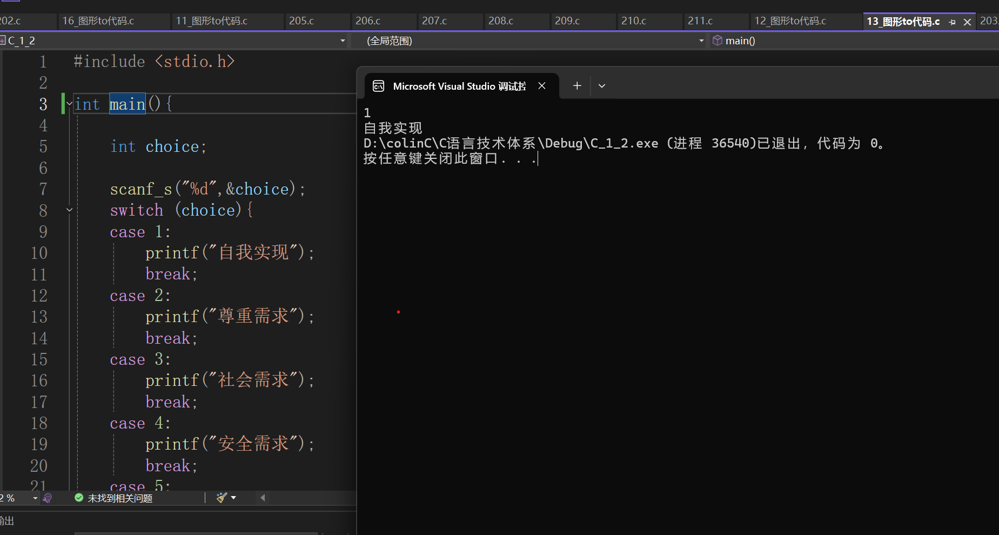 202.c 16_图形to代码.c 11_图形to代码.c 205.c 206.c 207.c 208.c 209.c 210.c 211.c 12_图形to代码.c 13_图形to代码.c 203.
C_1_2 (全局范围) main()
1 #include <stdio.h>
2
3 int main(){
4
5 int choice;
6
7 scanf_s("%d",&choice);
8 switch (choice){
9 case 1:
10 printf("自我实现");
11 break;
12 case 2:
13 printf("尊重需求");
14 break;
15 case 3:
16 printf("社会需求");
17 break;
18 case 4:
19 printf("安全需求");
20 break;
21 case 5:
2 % 未找到相关问题
输出
Microsoft Visual Studio 调试控
1
自我实现
D:\colinC\C语言技术体系\Debug\C_1_2.exe (进程 36540)已退出，代码为 0。
按任意键关闭此窗口. . .